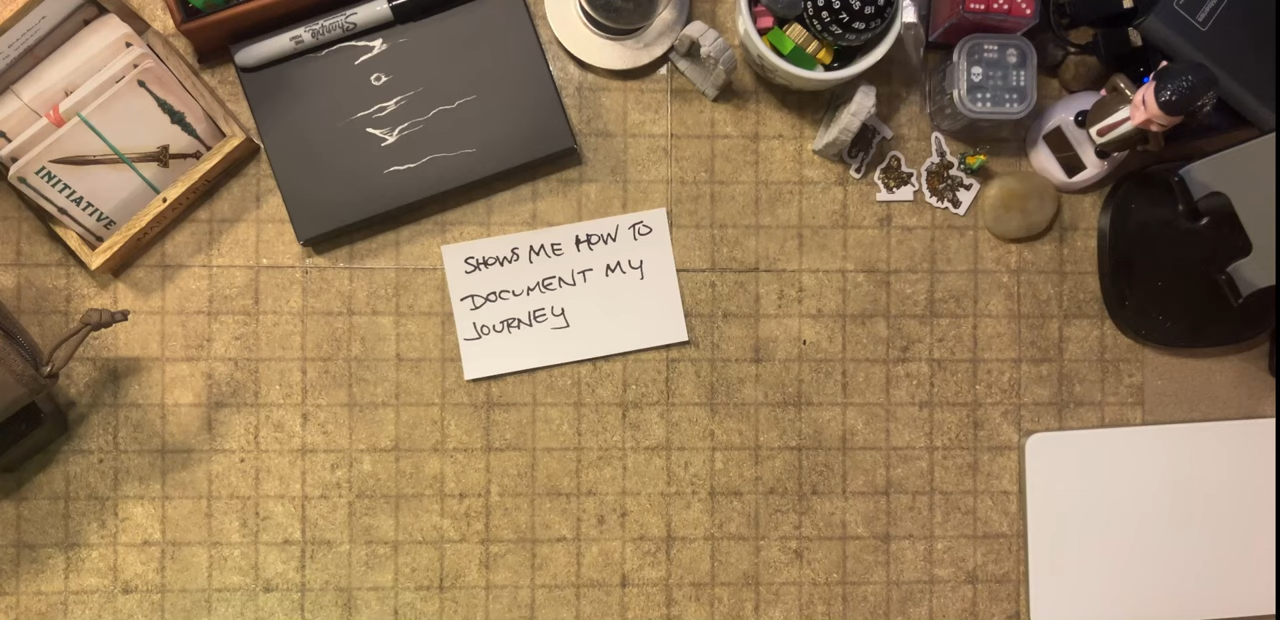 Sharpie
INITIATIVE
SHOWS ME HOW TO
DOCUMENT MY
JOURNEY